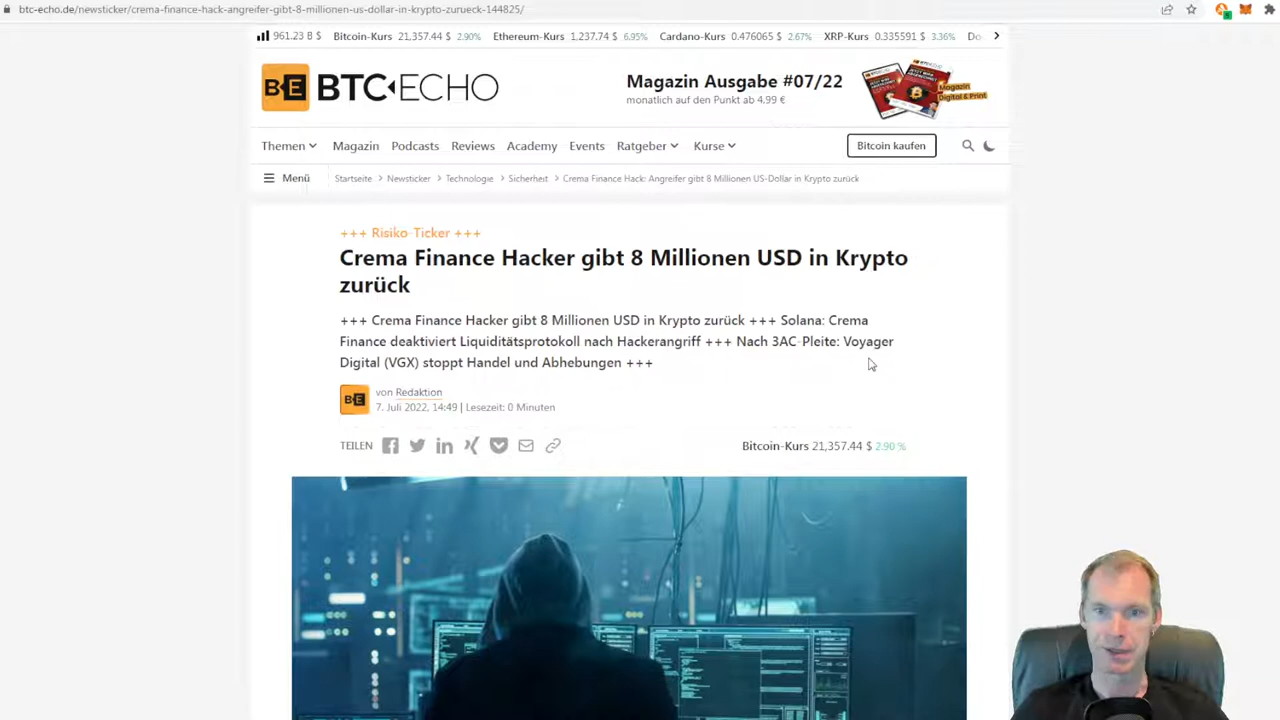 btc-echo.de/newsticker/crema-finance-hack-angreifer-gibt-8-millionen-us-dollar-in-krypto-zurueck-144825/
961.23 B $ Bitcoin-Kurs 21,357.44 $ 2.90% Ethereum-Kurs 1,237.74 $ 6.95% Cardano-Kurs 0.476065 $ 2.67% XRP-Kurs 0.335591 $ 3.36% Do
BE BTC ECHO
Magazin Ausgabe #07/22
monatlich auf den Punkt ab 4.99 €
Magazin
Digital & Print
Themen Magazin Podcasts Reviews Academy Events Ratgeber Kurse Bitcoin kaufen
Menü Startseite > Newsticker > Technologie > Sicherheit > Crema Finance Hack: Angreifer gibt 8 Millionen US-Dollar in Krypto zurück
+++ Risiko-Ticker +++
Crema Finance Hacker gibt 8 Millionen USD in Krypto
zurück
+++ Crema Finance Hacker gibt 8 Millionen USD in Krypto zurück +++ Solana: Crema
Finance deaktiviert Liquiditätsprotokoll nach Hackerangriff +++ Nach 3AC-Pleite: Voyager
Digital (VGX) stoppt Handel und Abhebungen +++
BE
von Redaktion
7. Juli 2022, 14:49 | Lesezeit: 0 Minuten
TEILEN
Bitcoin-Kurs 21,357.44 $ 2.90 %